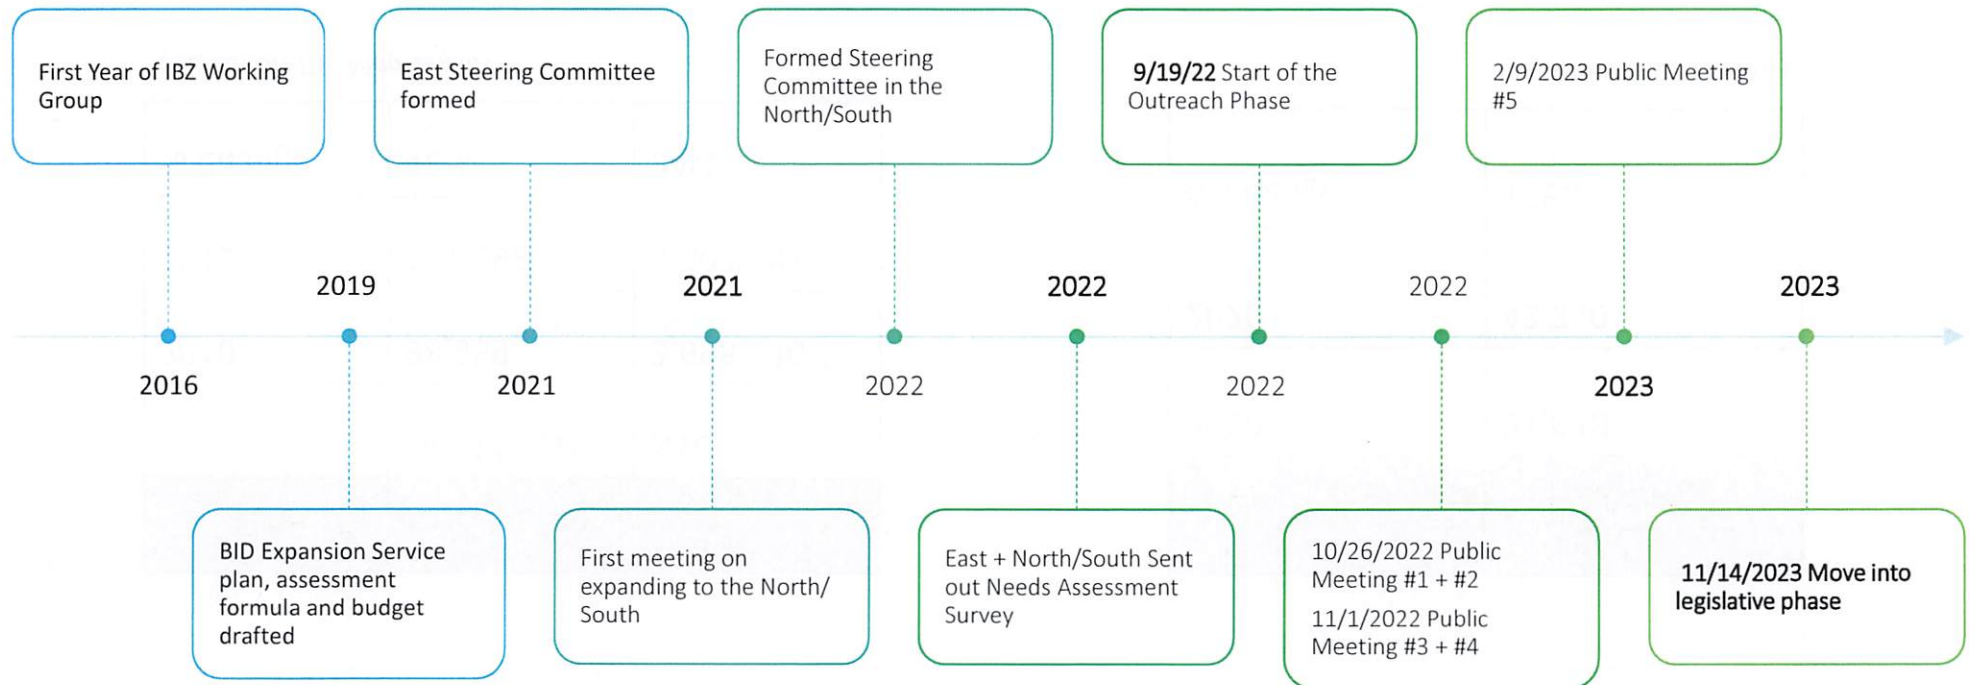 First Year of IBZ Working
Group
East Steering Committee
formed
Formed Steering
Committee in the
North/South
9/19/22 Start of the
Outreach Phase
2/9/2023 Public Meeting
#5
2019
2021
2022
2022
2023
2016
2021
2022
2022
2023
BID Expansion Service
plan, assessment
formula and budget
drafted
First meeting on
expanding to the North/
South
East + North/South Sent
out Needs Assessment
Survey
10/26/2022 Public
Meeting #1 + #2
11/1/2022 Public
Meeting #3 + #4
11/14/2023 Move into
legislative phase